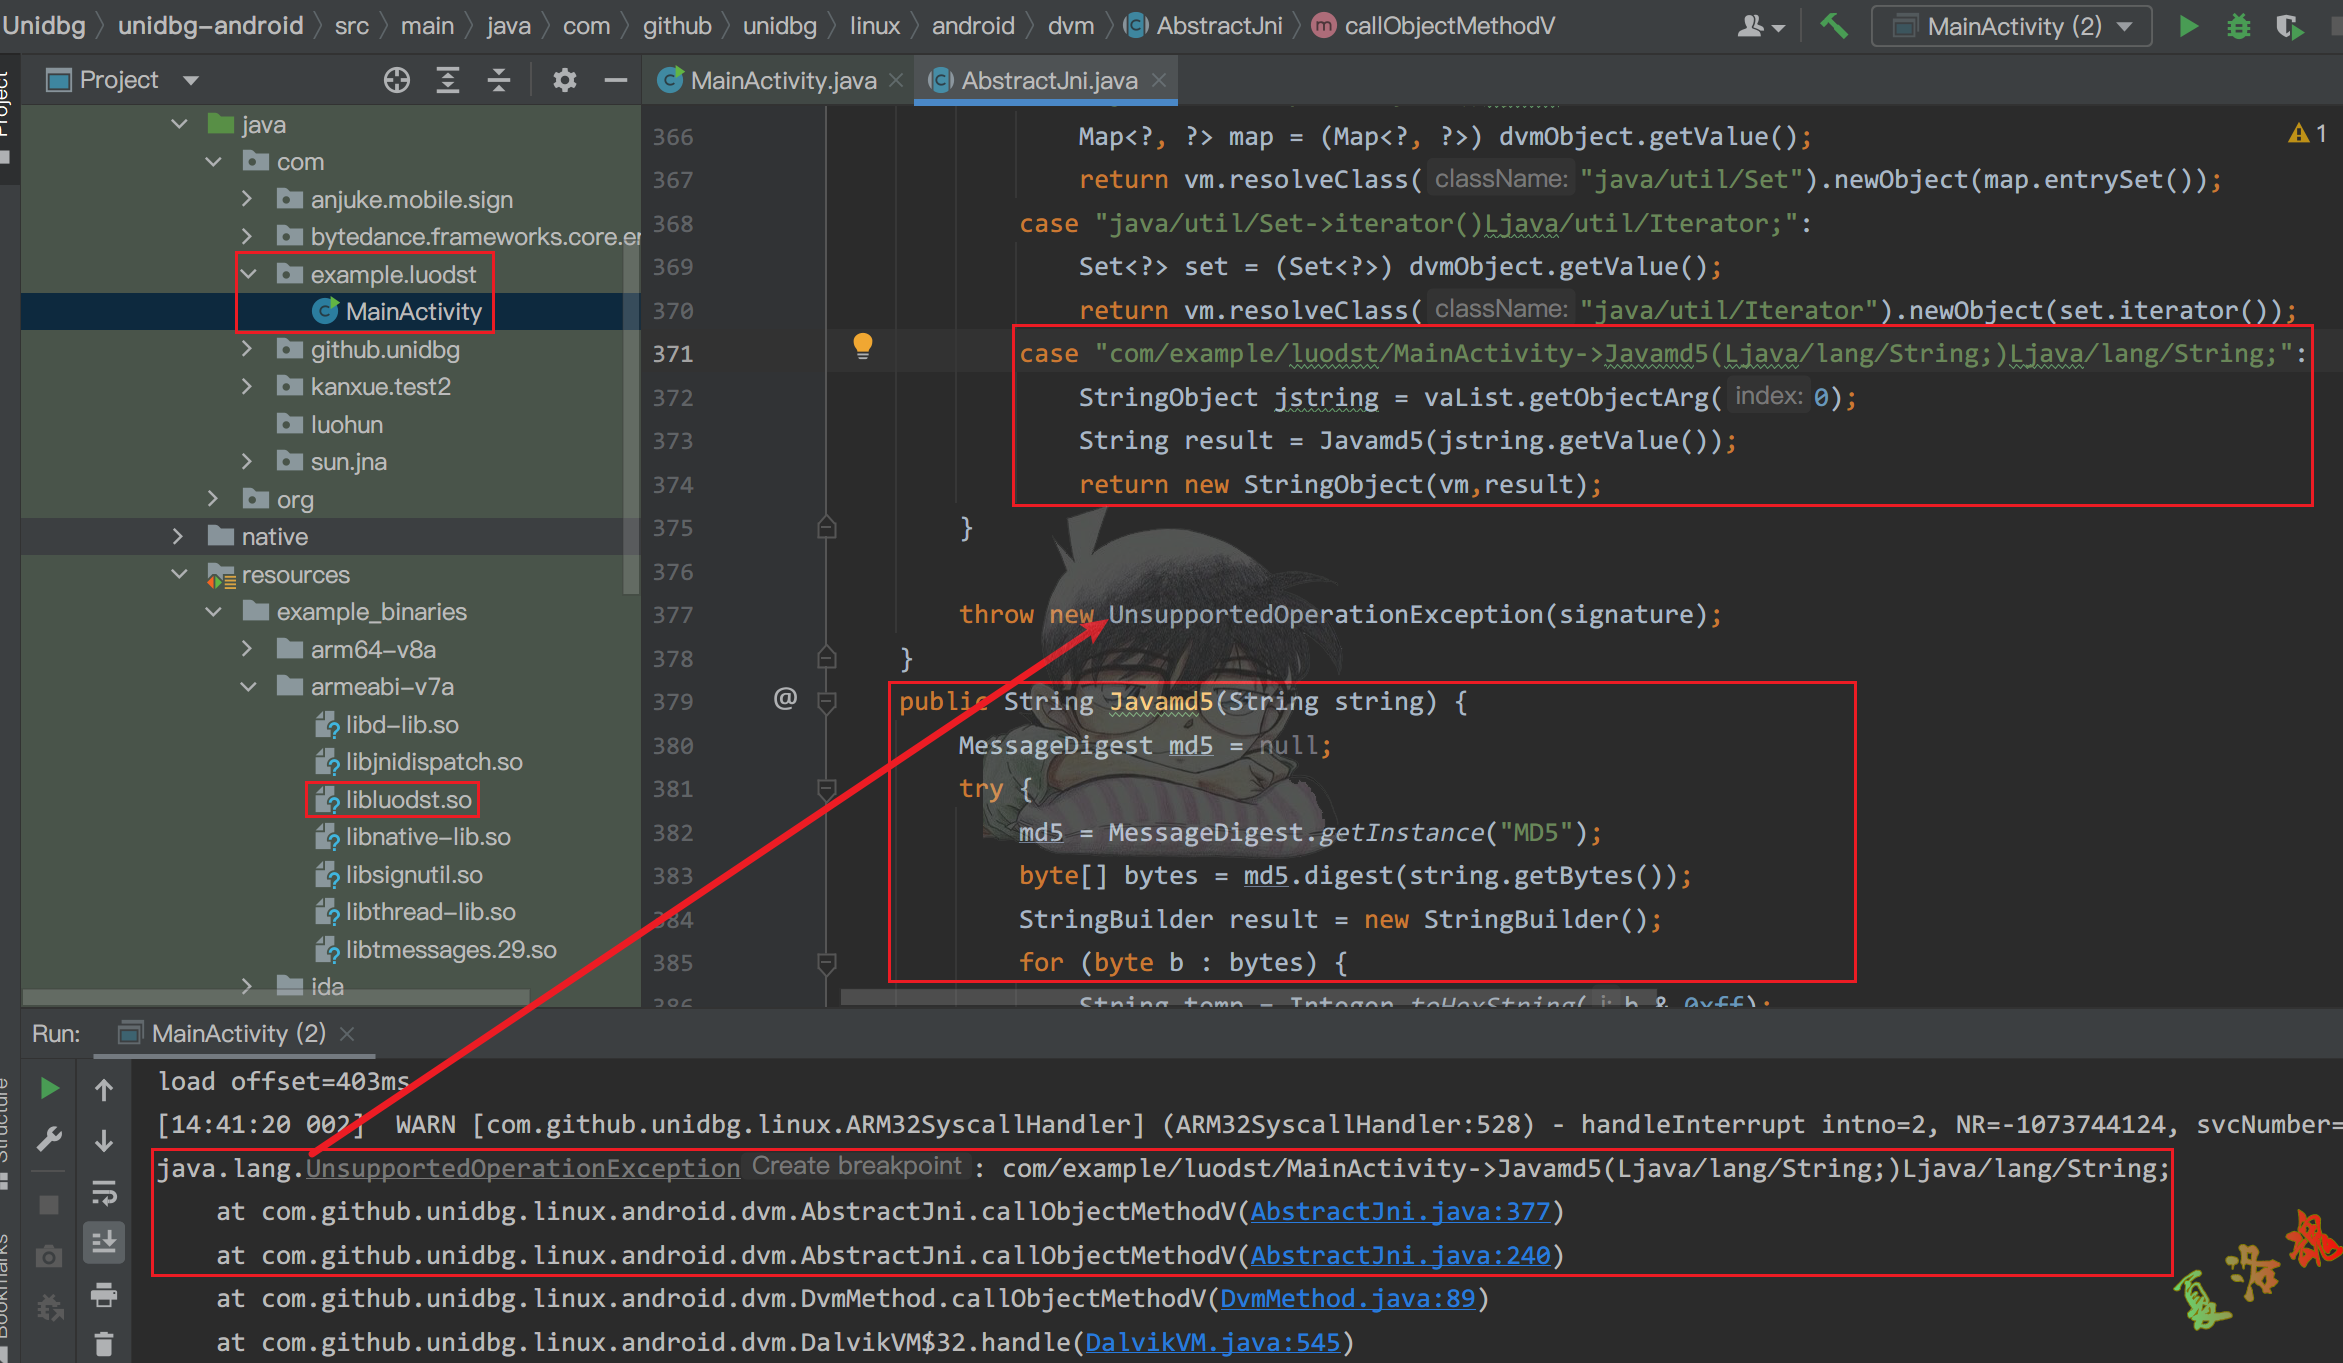 Unidbg unidbg-android src main java com github unidbg linux android dvm AbstractJni callObjectMethodV MainActivity (2)
Project
Project MainActivity.java AbstractJni.java
java
com
anjuke.mobile.sign
bytedance.frameworks.core.er
example.luodst
MainActivity
github.unidbg
kanxue.test2
luohun
sun.jna
org
native
resources
example_binaries
arm64-v8a
armeabi-v7a
libd-lib.so
libjnidispatch.so
libluodst.so
libnative-lib.so
libsignutil.so
libthread-lib.so
libtmessages.29.so
ida
1
366 Map<?, ?> map = (Map<?, ?>) dvmObject.getValue();
367 return vm.resolveClass( className: "java/util/Set").newObject(map.entrySet());
368 case "java/util/Set->iterator()Ljava/util/Iterator;":
369 Set<?> set = (Set<?>) dvmObject.getValue();
370 return vm.resolveClass( className: "java/util/Iterator").newObject(set.iterator());
371 case "com/example/luodst/MainActivity->Javamd5(Ljava/lang/String;)Ljava/lang/String;":
372 StringObject jstring = vaList.getObjectArg( index: 0);
373 String result = Javamd5(jstring.getValue());
374 return new StringObject(vm,result);
375 }
376
377 throw new UnsupportedOperationException(signature);
378 }
379 @ public String Javamd5(String string) {
380 MessageDigest md5 = null;
381 try {
382 md5 = MessageDigest.getInstance("MD5");
383 byte[] bytes = md5.digest(string.getBytes());
384 StringBuilder result = new StringBuilder();
385 for (byte b : bytes) {
386 String temp = Integer.toHexString( i: b & 0xff);
Run: MainActivity (2)
Structure
Bookmarks
load offset=403ms
[14:41:20 002] WARN [com.github.unidbg.linux.ARM32SyscallHandler] (ARM32SyscallHandler:528) - handleInterrupt intno=2, NR=-1073744124, svcNumber=
java.lang.UnsupportedOperationException Create breakpoint : com/example/luodst/MainActivity->Javamd5(Ljava/lang/String;)Ljava/lang/String;
at com.github.unidbg.linux.android.dvm.AbstractJni.callObjectMethodV(AbstractJni.java:377)
at com.github.unidbg.linux.android.dvm.AbstractJni.callObjectMethodV(AbstractJni.java:240)
at com.github.unidbg.linux.android.dvm.DvmMethod.callObjectMethodV(DvmMethod.java:89)
at com.github.unidbg.linux.android.dvm.DalvikVM$32.handle(DalvikVM.java:545)